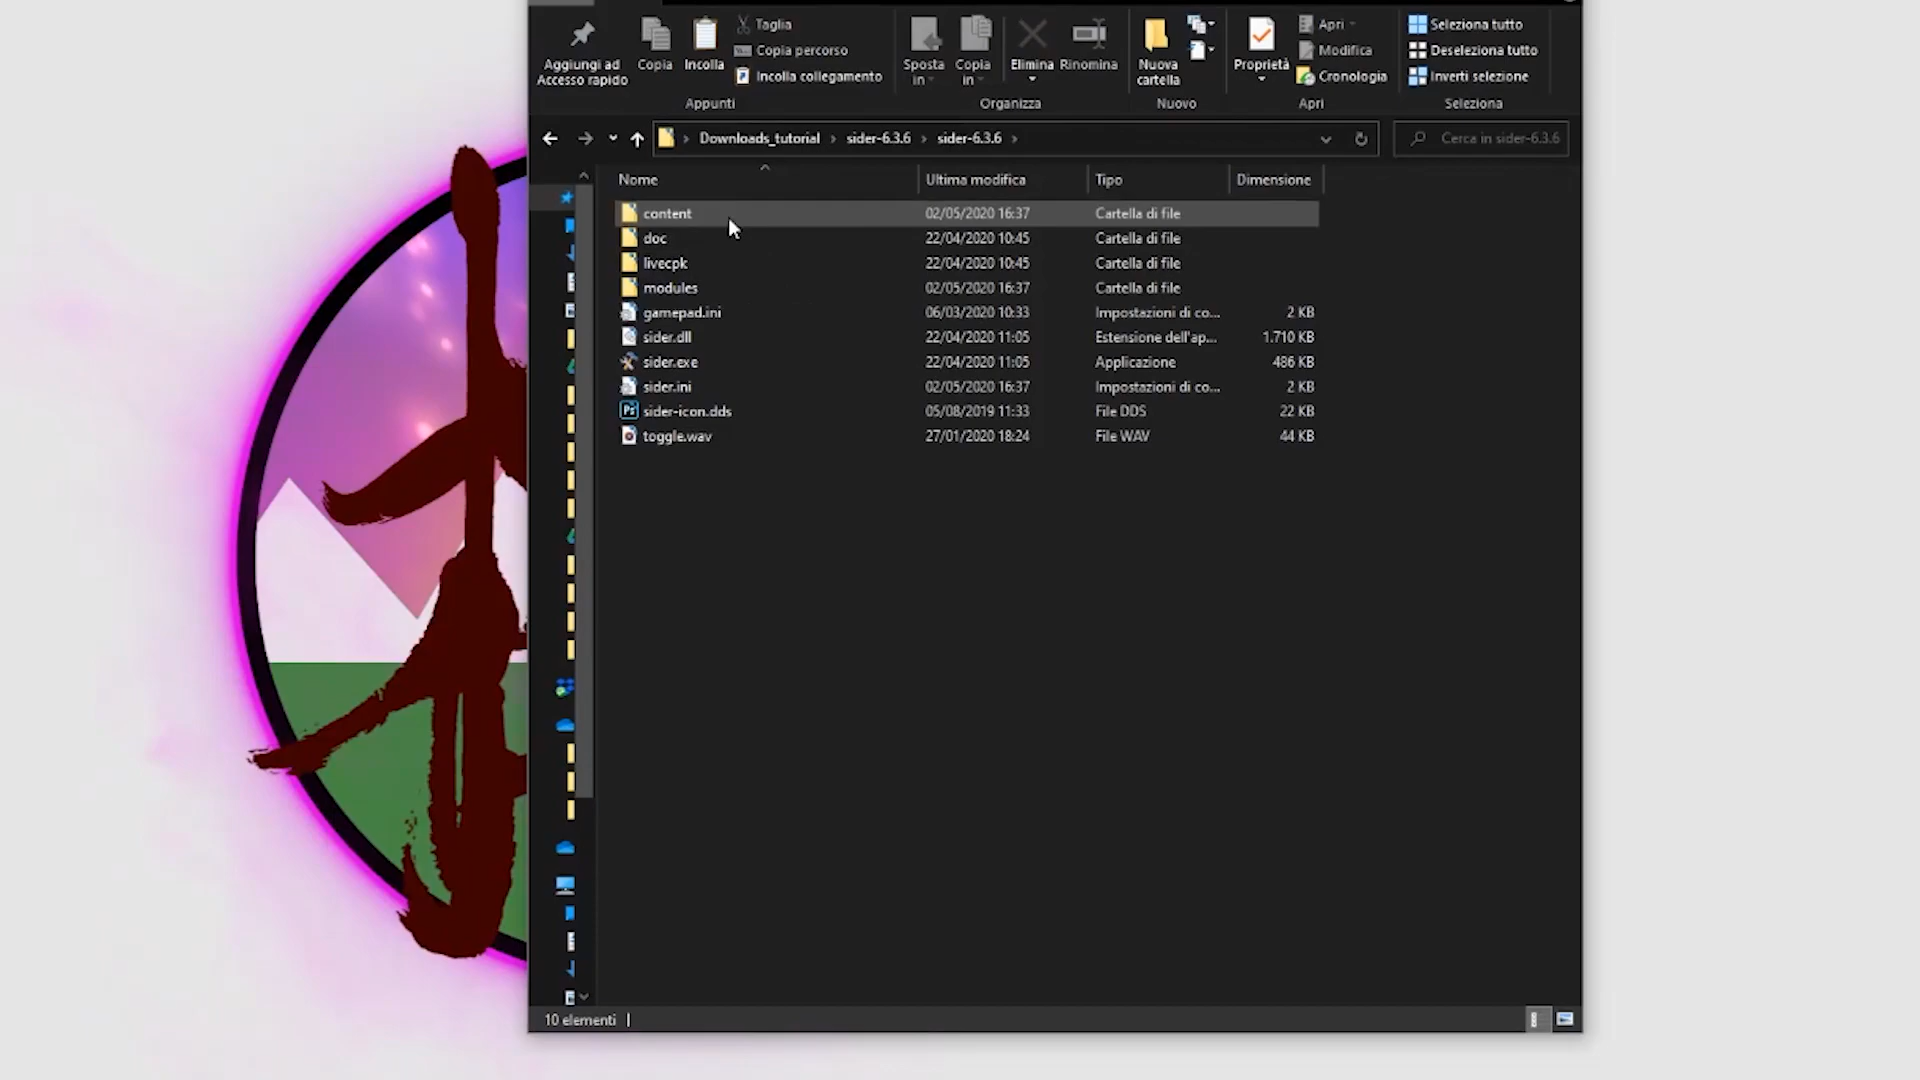 Aggiungi ad
Accesso rapido
Copia
Incolla
Taglia
Copia percorso
Incolla collegamento
Appunti
Sposta
in
Copia
in
Elimina
Rinomina
Organizza
Nuova
cartella
Nuovo
Proprietà
Apri
Modifica
Cronologia
Apri
Seleziona tutto
Deseleziona tutto
Inverti selezione
Seleziona
Downloads_tutorial › sider-6.3.6 › sider-6.3.6 ›
Cerca in sider-6.3.6
Nome Ultima modifica Tipo Dimensione
content 02/05/2020 16:37 Cartella di file
doc 22/04/2020 10:45 Cartella di file
livecpk 22/04/2020 10:45 Cartella di file
modules 02/05/2020 16:37 Cartella di file
gamepad.ini 06/03/2020 10:33 Impostazioni di co... 2 KB
sider.dll 22/04/2020 11:05 Estensione dell'ap... 1.710 KB
sider.exe 22/04/2020 11:05 Applicazione 486 KB
sider.ini 02/05/2020 16:37 Impostazioni di co... 2 KB
sider-icon.dds 05/08/2019 11:33 File DDS 22 KB
toggle.wav 27/01/2020 18:24 File WAV 44 KB
10 elementi